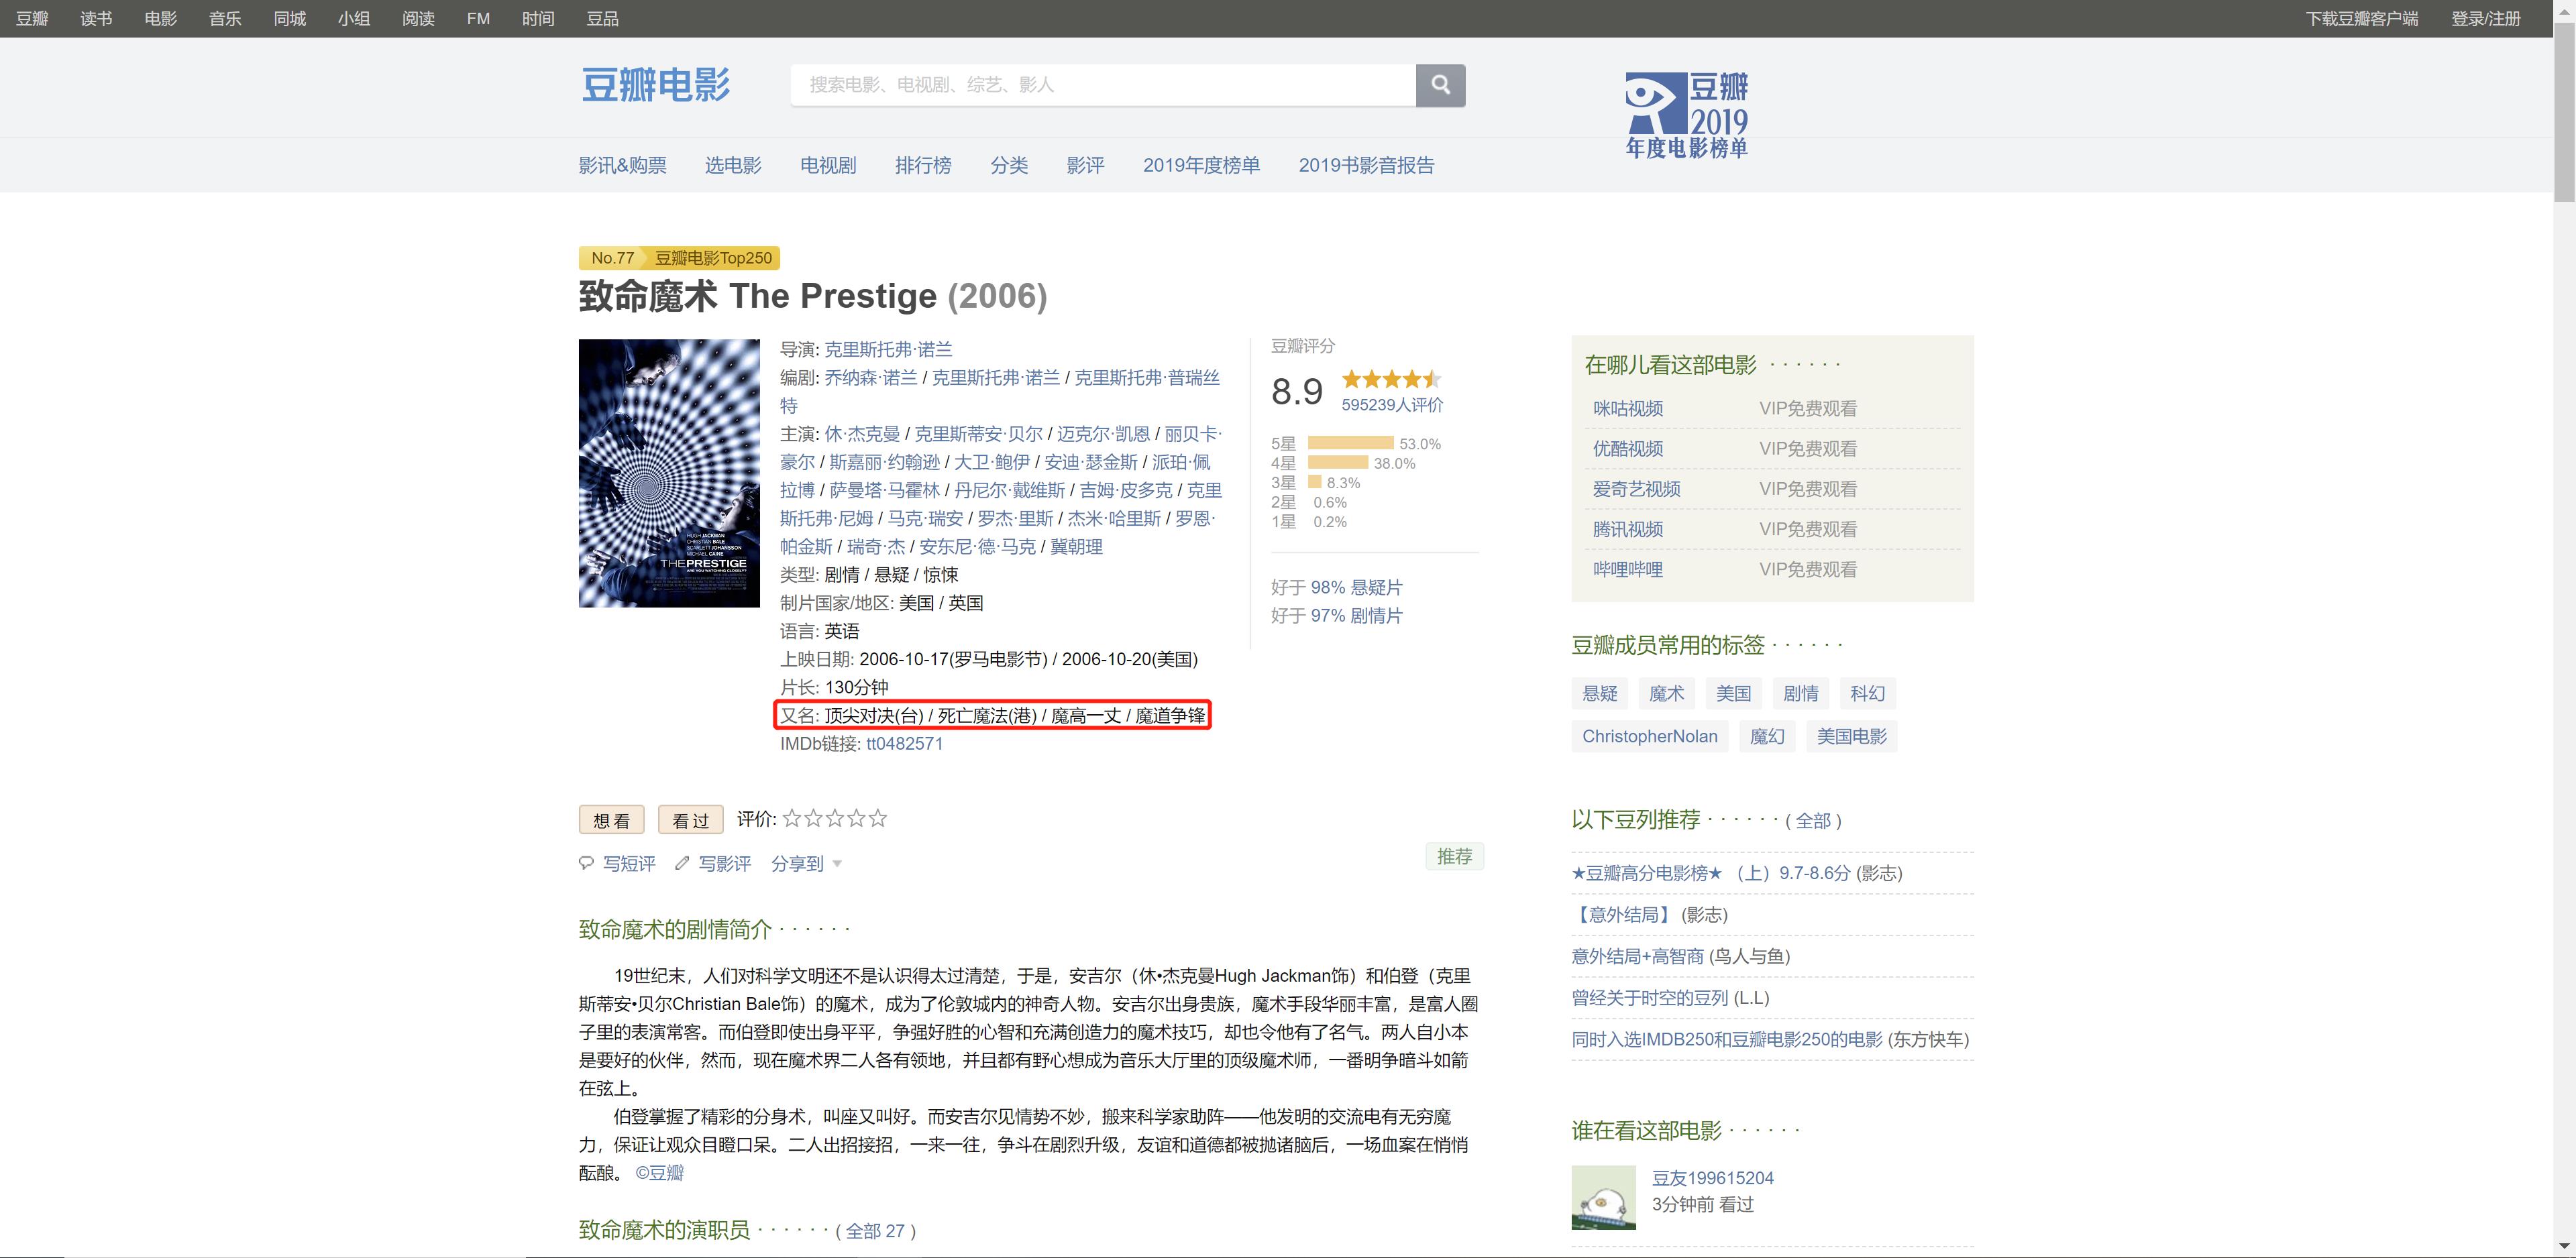 豆瓣 读书 电影 音乐 同城 小组 阅读 FM 时间 豆品 下载豆瓣客户端 登录/注册
豆瓣电影
搜索电影、电视剧、综艺、影人
豆瓣
2019
年度电影榜单
影讯&购票 选电影 电视剧 排行榜 分类 影评 2019年度榜单 2019书影音报告
No.77 豆瓣电影Top250
致命魔术 The Prestige (2006)
HUGH JACKMAN
CHRISTIAN BALE
SCARLETT JOHANSSON
MICHAEL CAINE
THE PRESTIGE
ARE YOU WATCHING CLOSELY?
导演: 克里斯托弗·诺兰
编剧: 乔纳森·诺兰 / 克里斯托弗·诺兰 / 克里斯托弗·普瑞丝
特
主演: 休·杰克曼 / 克里斯蒂安·贝尔 / 迈克尔·凯恩 / 丽贝卡·
豪尔 / 斯嘉丽·约翰逊 / 大卫·鲍伊 / 安迪·瑟金斯 / 派珀·佩
拉博 / 萨曼塔·马霍林 / 丹尼尔·戴维斯 / 吉姆·皮多克 / 克里
斯托弗·尼姆 / 马克·瑞安 / 罗杰·里斯 / 杰米·哈里斯 / 罗恩·
帕金斯 / 瑞奇·杰 / 安东尼·德·马克 / 冀朝理
类型: 剧情 / 悬疑 / 惊悚
制片国家/地区: 美国 / 英国
语言: 英语
上映日期: 2006-10-17(罗马电影节) / 2006-10-20(美国)
片长: 130分钟
又名: 顶尖对决(台) / 死亡魔法(港) / 魔高一丈 / 魔道争锋
IMDb链接: tt0482571
豆瓣评分
8.9
595239人评价
5星 53.0%
4星 38.0%
3星 8.3%
2星 0.6%
1星 0.2%
好于 98% 悬疑片
好于 97% 剧情片
想看 看过 评价:
写短评 写影评 分享到
推荐
致命魔术的剧情简介 · · · · · ·
19世纪末，人们对科学文明还不是认识得太过清楚，于是，安吉尔（休•杰克曼Hugh Jackman饰）和伯登（克里
斯蒂安•贝尔Christian Bale饰）的魔术，成为了伦敦城内的神奇人物。安吉尔出身贵族，魔术手段华丽丰富，是富人圈
子里的表演常客。而伯登即使出身平平，争强好胜的心智和充满创造力的魔术技巧，却也令他有了名气。两人自小本
是要好的伙伴，然而，现在魔术界二人各有领地，并且都有野心想成为音乐大厅里的顶级魔术师，一番明争暗斗如箭
在弦上。
伯登掌握了精彩的分身术，叫座又叫好。而安吉尔见情势不妙，搬来科学家助阵——他发明的交流电有无穷魔
力，保证让观众目瞪口呆。二人出招接招，一来一往，争斗在剧烈升级，友谊和道德都被抛诸脑后，一场血案在悄悄
酝酿。 ©豆瓣
致命魔术的演职员 · · · · · · ( 全部 27 )
在哪儿看这部电影 · · · · · ·
咪咕视频 VIP免费观看
优酷视频 VIP免费观看
爱奇艺视频 VIP免费观看
腾讯视频 VIP免费观看
哔哩哔哩 VIP免费观看
豆瓣成员常用的标签 · · · · · ·
悬疑 魔术 美国 剧情 科幻
ChristopherNolan 魔幻 美国电影
以下豆列推荐 · · · · · · ( 全部 )
★豆瓣高分电影榜★ （上）9.7-8.6分 (影志)
【意外结局】 (影志)
意外结局+高智商 (鸟人与鱼)
曾经关于时空的豆列 (L.L)
同时入选IMDB250和豆瓣电影250的电影 (东方快车)
谁在看这部电影 · · · · · ·
豆友199615204
3分钟前 看过